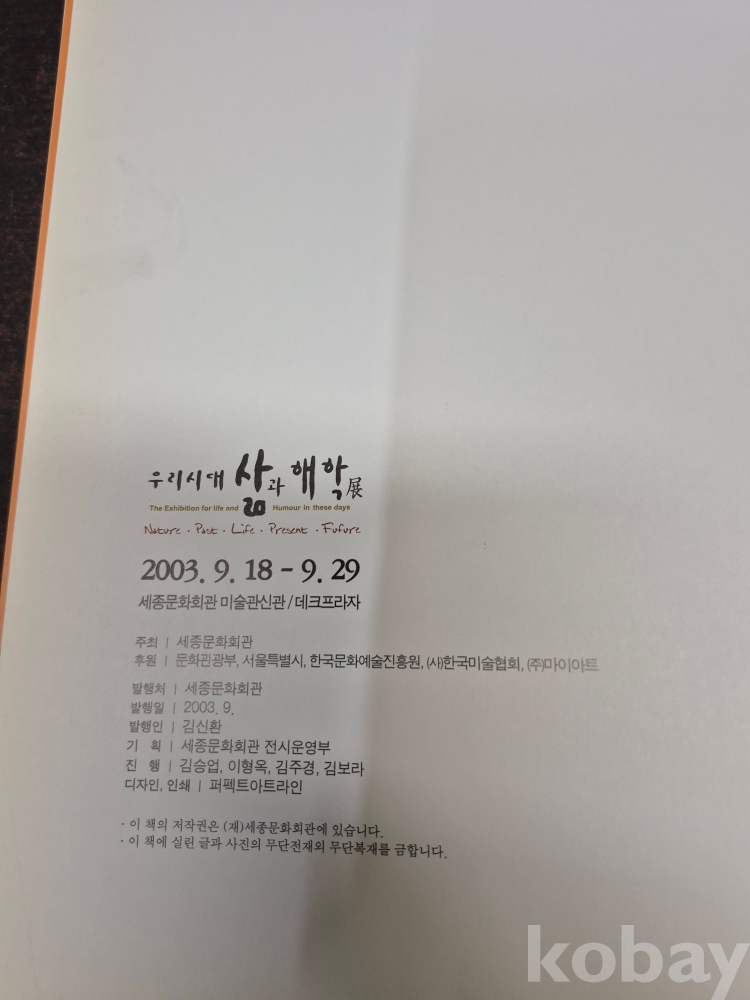 우리시대 삶과 해학展
The Exhibition for life and Humour In these days
Nature · Past · Life · Present · Fufure
2003. 9. 18 - 9. 29
세종문화회관 미술관신관 / 데크프라자
주최 | 세종문화회관
후원 | 문화관광부, 서울특별시, 한국문화예술진흥원, (사)한국미술협회, (주)마이아트
발행처 | 세종문화회관
발행일 | 2003. 9.
발행인 | 김신환
기 획 | 세종문화회관 전시운영부
진 행 | 김승업, 이형옥, 김주경, 김보라
디자인, 인쇄 | 퍼펙트아트라인
· 이 책의 저작권은 (재)세종문화회관에 있습니다.
· 이 책에 실린 글과 사진의 무단전재외 무단복재를 금합니다.
kobay